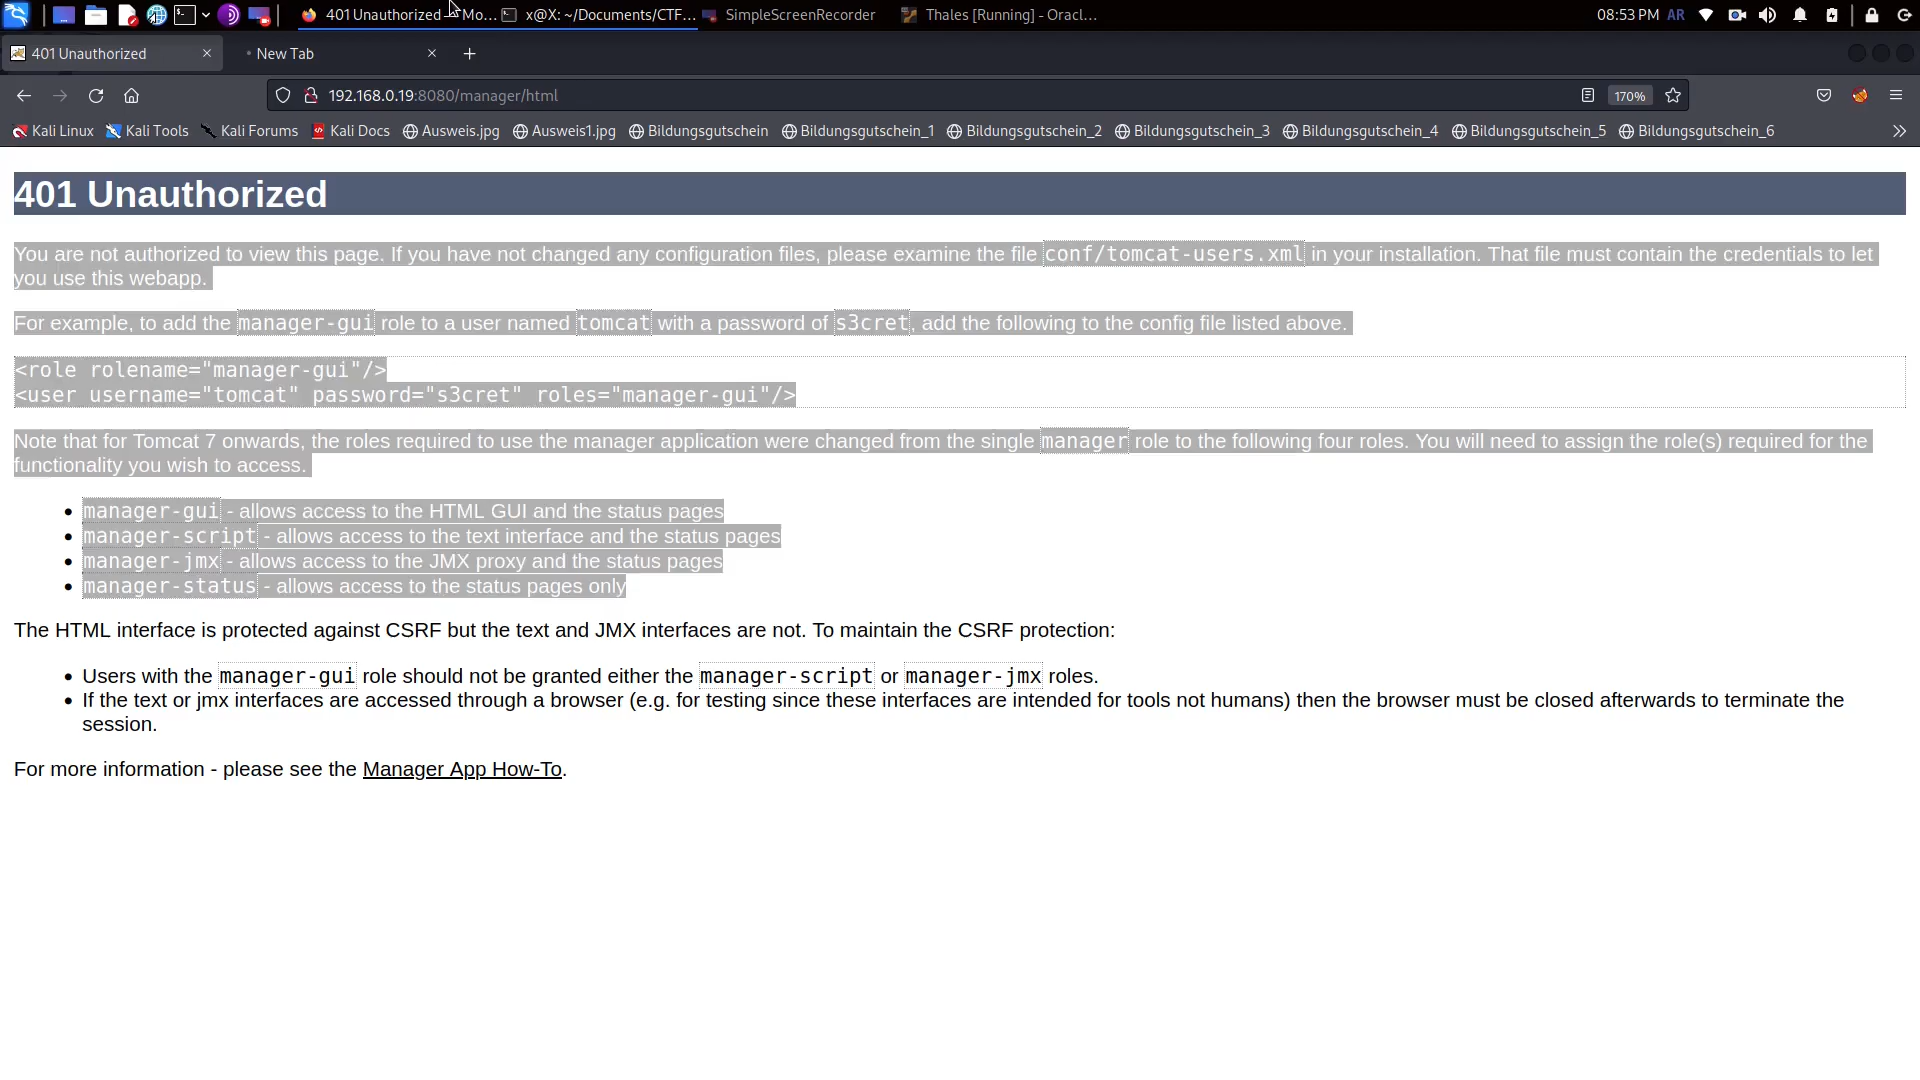 401 Unauthorized — Mo...
x@X: ~/Documents/CTF...
SimpleScreenRecorder
Thales [Running] - Oracl...
08:53 PM AR
401 Unauthorized
New Tab
192.168.0.19:8080/manager/html
170%
Kali Linux
Kali Tools
Kali Forums
Kali Docs
Ausweis.jpg
Ausweis1.jpg
Bildungsgutschein
Bildungsgutschein_1
Bildungsgutschein_2
Bildungsgutschein_3
Bildungsgutschein_4
Bildungsgutschein_5
Bildungsgutschein_6
401 Unauthorized
You are not authorized to view this page. If you have not changed any configuration files, please examine the file conf/tomcat-users.xml in your installation. That file must contain the credentials to let
you use this webapp.
For example, to add the manager-gui role to a user named tomcat with a password of s3cret, add the following to the config file listed above.
<role rolename="manager-gui"/>
<user username="tomcat" password="s3cret" roles="manager-gui"/>
Note that for Tomcat 7 onwards, the roles required to use the manager application were changed from the single manager role to the following four roles. You will need to assign the role(s) required for the
functionality you wish to access.
manager-gui - allows access to the HTML GUI and the status pages
manager-script - allows access to the text interface and the status pages
manager-jmx - allows access to the JMX proxy and the status pages
manager-status - allows access to the status pages only
The HTML interface is protected against CSRF but the text and JMX interfaces are not. To maintain the CSRF protection:
Users with the manager-gui role should not be granted either the manager-script or manager-jmx roles.
If the text or jmx interfaces are accessed through a browser (e.g. for testing since these interfaces are intended for tools not humans) then the browser must be closed afterwards to terminate the
session.
For more information - please see the Manager App How-To.